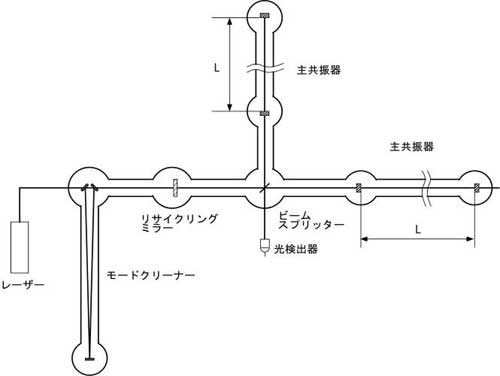 L
主共振器
主共振器
リサイクリング
ミラー
ビーム
スプリッター
L
光検出器
レーザー
モードクリーナー